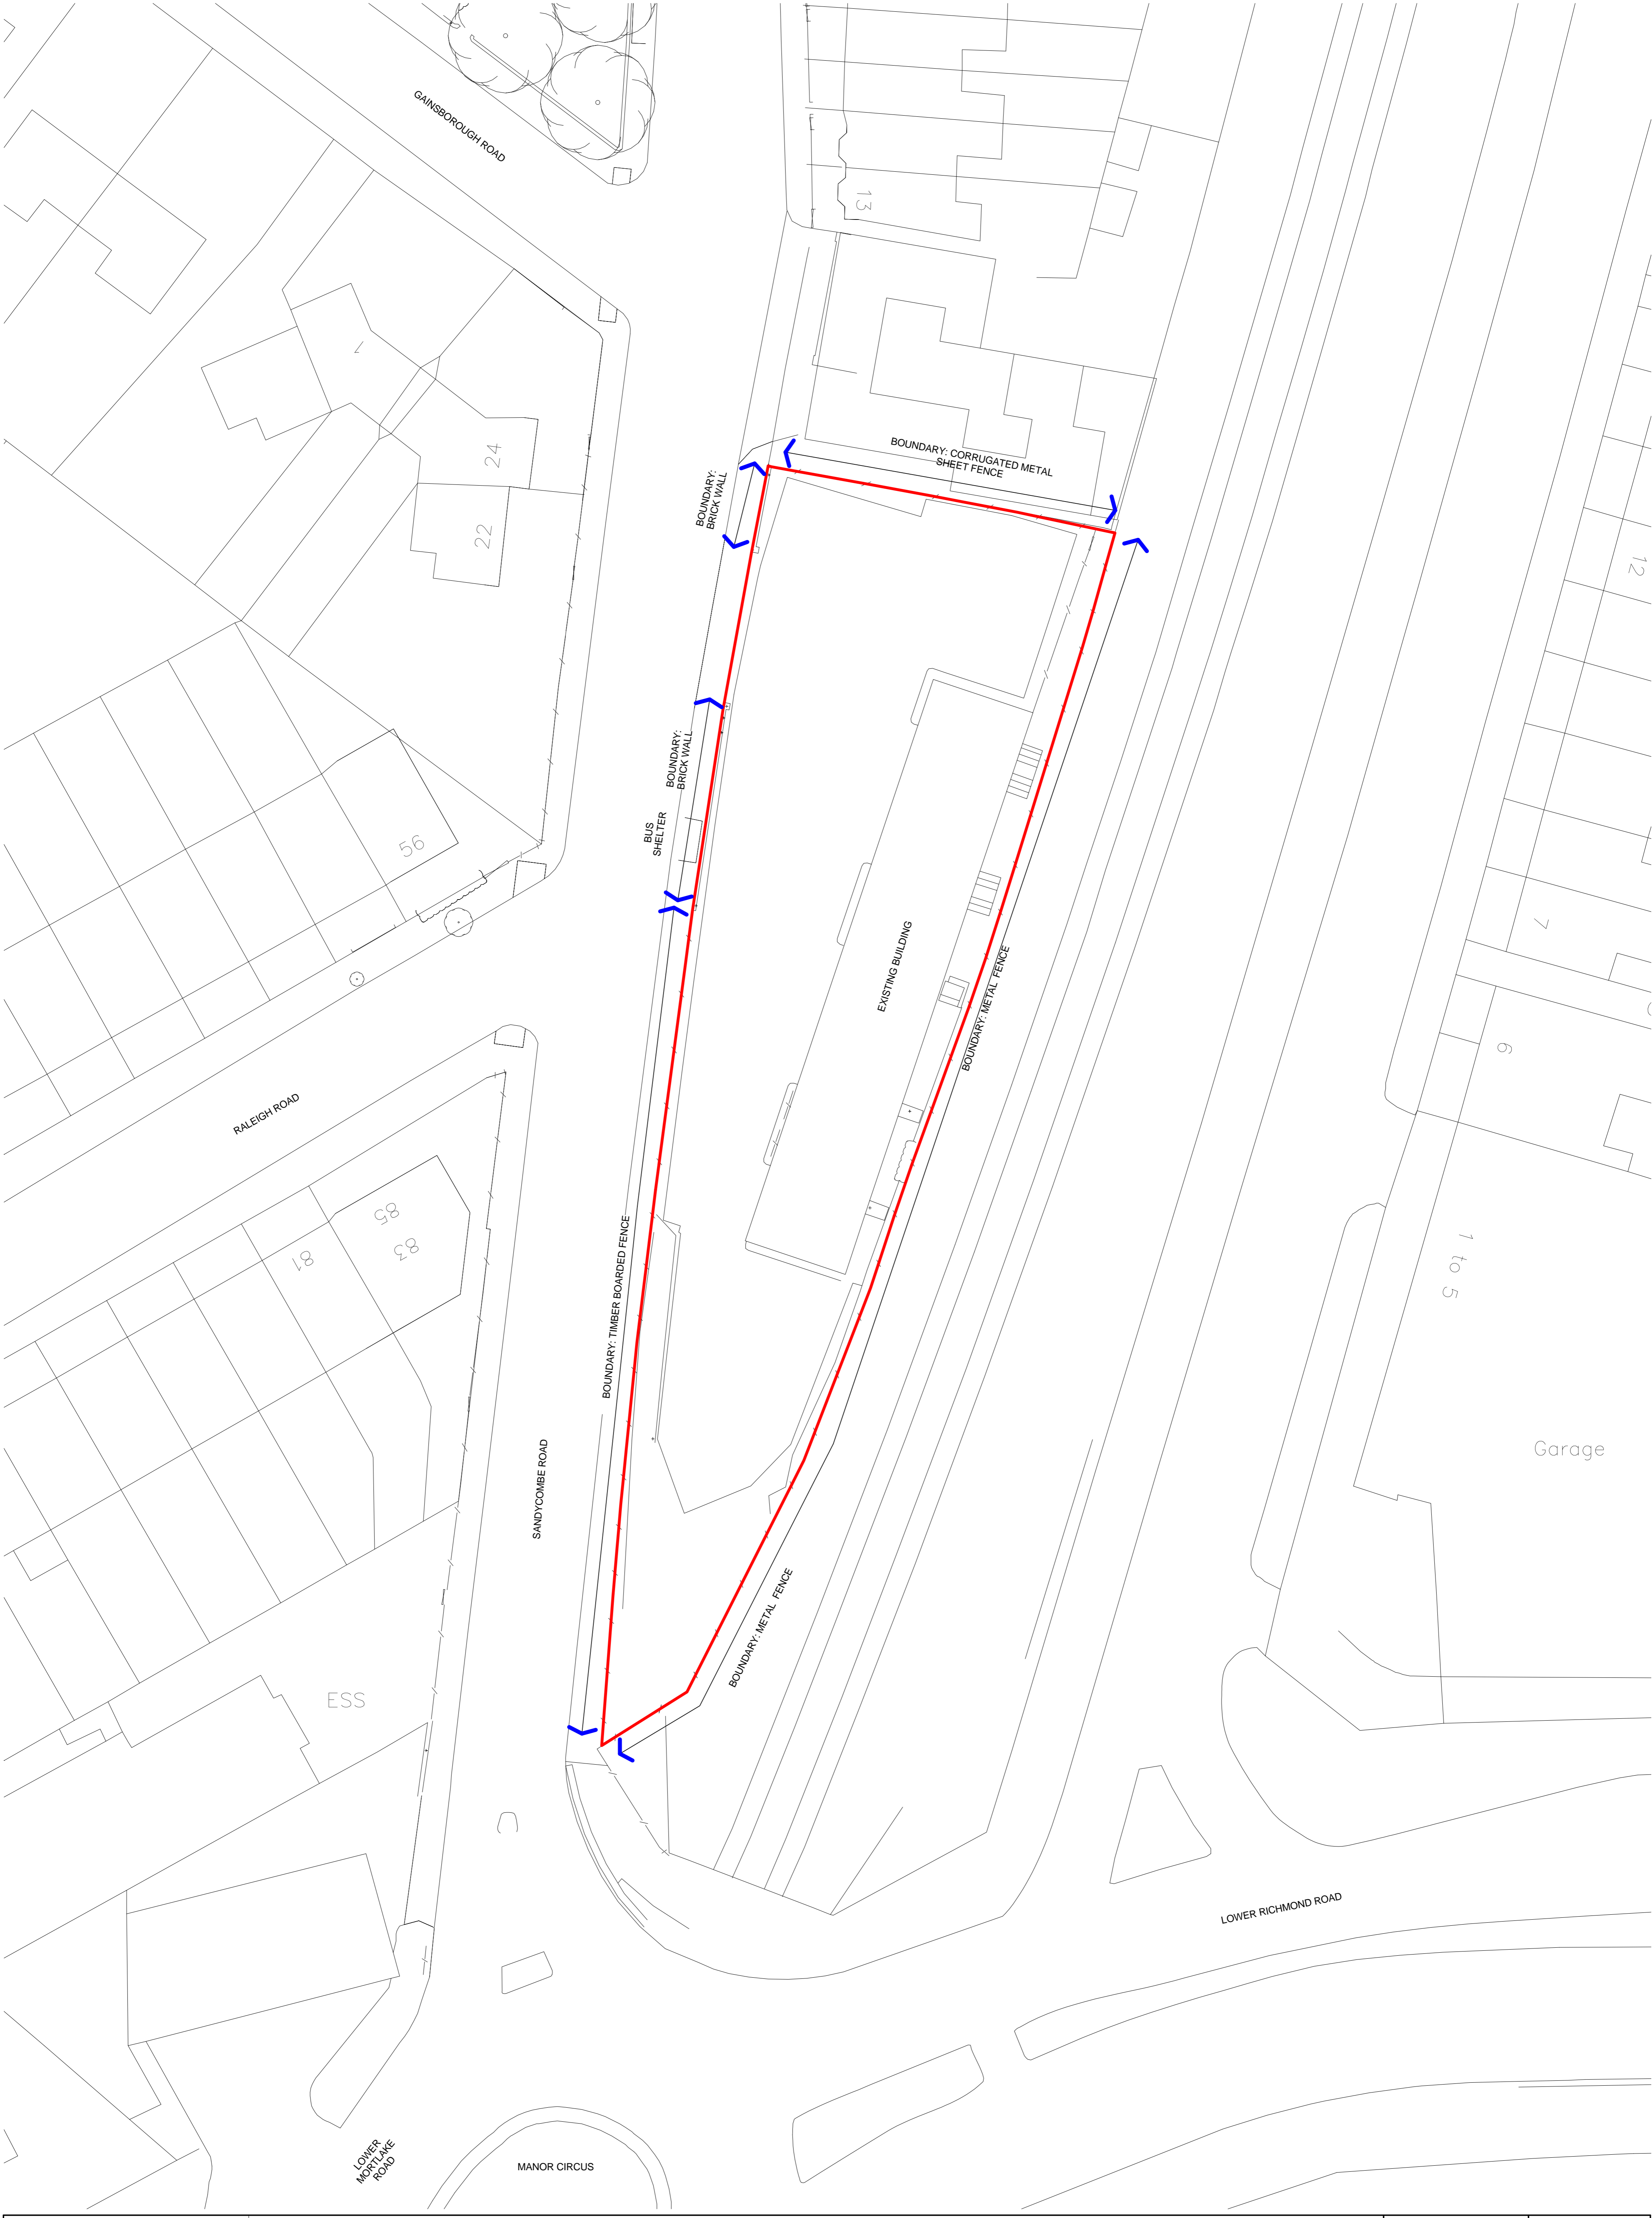 GAINSBOROUGH ROAD
13
1
24
22
BOUNDARY: CORRUGATED METAL
SHEET FENCE
BOUNDARY:
BRICK WALL
12
BOUNDARY:
BRICK WALL
BUS
SHELTER
56
EXISTING BUILDING
7
BOUNDARY: METAL FENCE
6
RALEIGH ROAD
85
83
81
1 to 5
BOUNDARY: TIMBER BOARDED FENCE
SANDYCOMBE ROAD
Garage
BOUNDARY: METAL FENCE
ESS
LOWER RICHMOND ROAD
LOWER
MORTLAKE
ROAD
MANOR CIRCUS